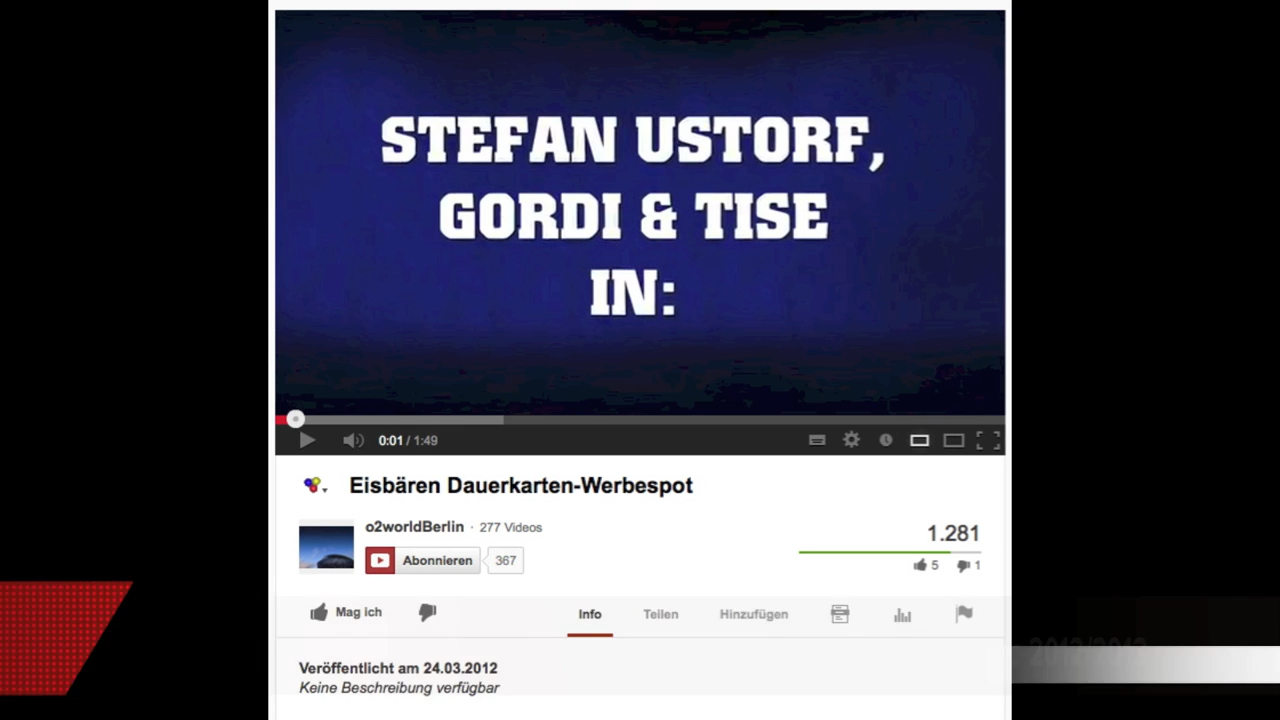 STEFAN USTORF,
GORDI & TISE
IN:
0:01 / 1:49
Eisbären Dauerkarten-Werbespot
o2worldBerlin · 277 Videos
Abonnieren 367
1.281
5 1
Mag ich
Info Teilen Hinzufügen
Veröffentlicht am 24.03.2012
Keine Beschreibung verfügbar